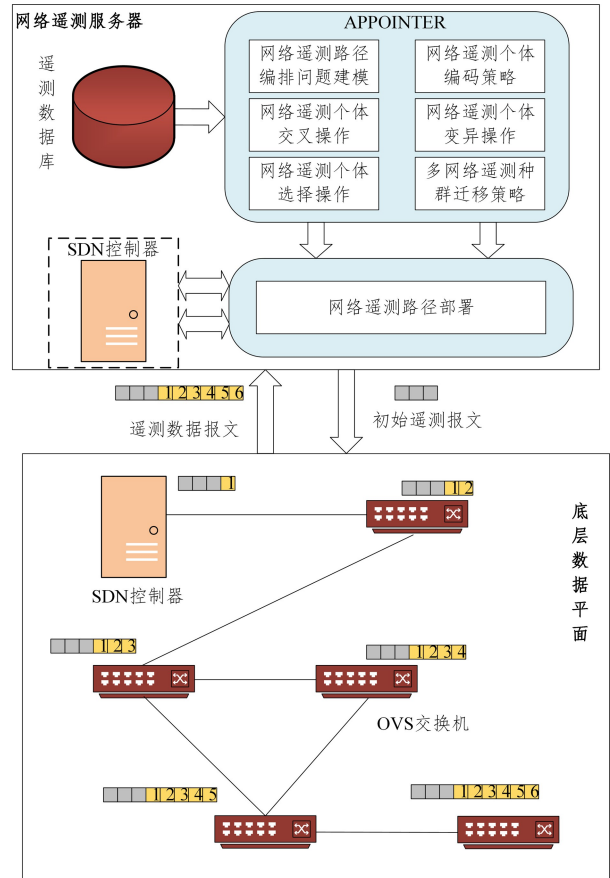 网络遥测服务器
APPOINTER
遥测数据库
网络遥测路径
编排问题建模
网络遥测个体
编码策略
网络遥测个体
交叉操作
网络遥测个体
变异操作
网络遥测个体
选择操作
多网络遥测种
群迁移策略
SDN控制器
网络遥测路径部署
1 2 3 4 5 6
遥测数据报文
初始遥测报文
底层数据平面
1
1 2
SDN控制器
1 2 3
1 2 3 4
OVS交换机
1 2 3 4 5
1 2 3 4 5 6